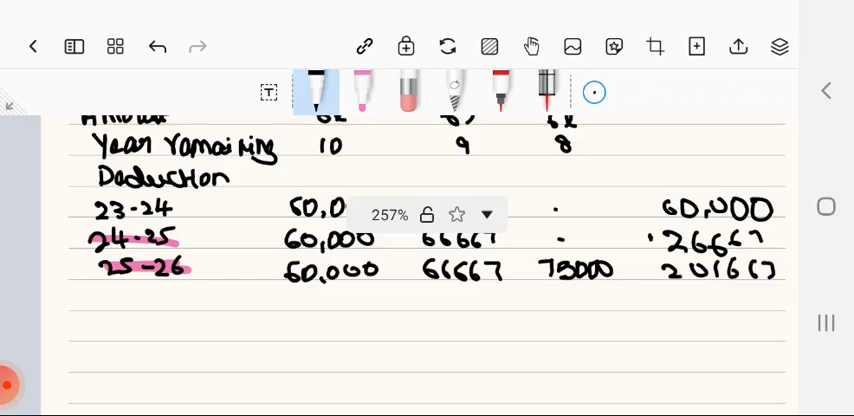 Year remaining 10 9 8
Deduction
257%
23-24 - 60,000
24-25 60,000 66667 - 126667
25-26 60,000 66667 75000 201667